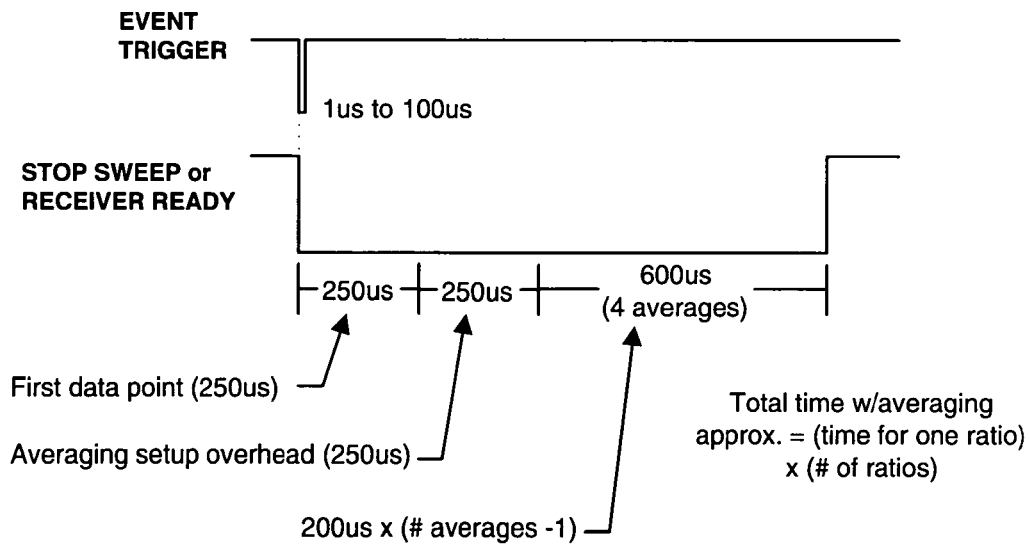 EVENT
TRIGGER
1us to 100us
STOP SWEEP or
RECEIVER READY
250us
250us
600us
(4 averages)
First data point (250us)
Averaging setup overhead (250us)
200us x (# averages -1)
Total time w/averaging
approx. = (time for one ratio)
x (# of ratios)